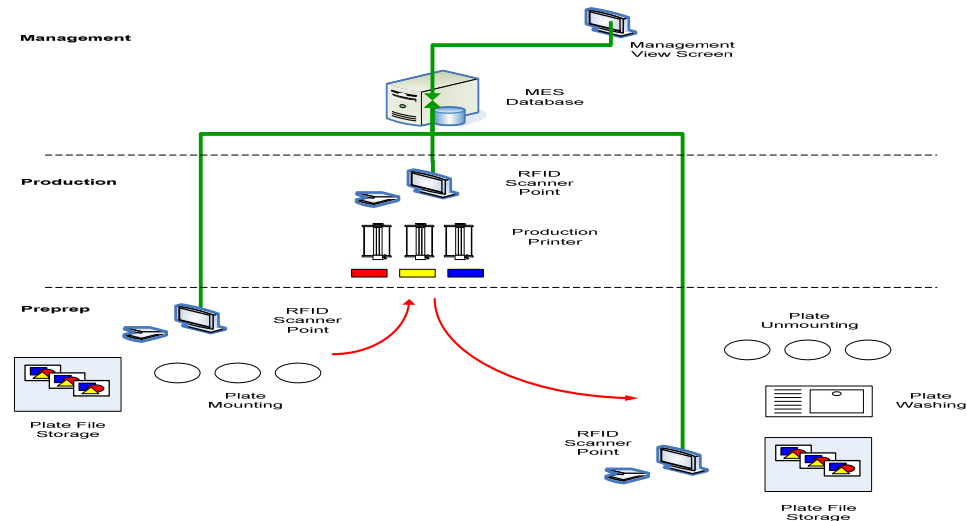 Management
Management
View Screen
MES
Database
Production
RFID
Scanner
Point
Production
Printer
Preprep
RFID
Scanner
Point
Plate
Unmounting
Plate
Mounting
Plate
Washing
Plate File
Storage
RFID
Scanner
Point
Plate File
Storage